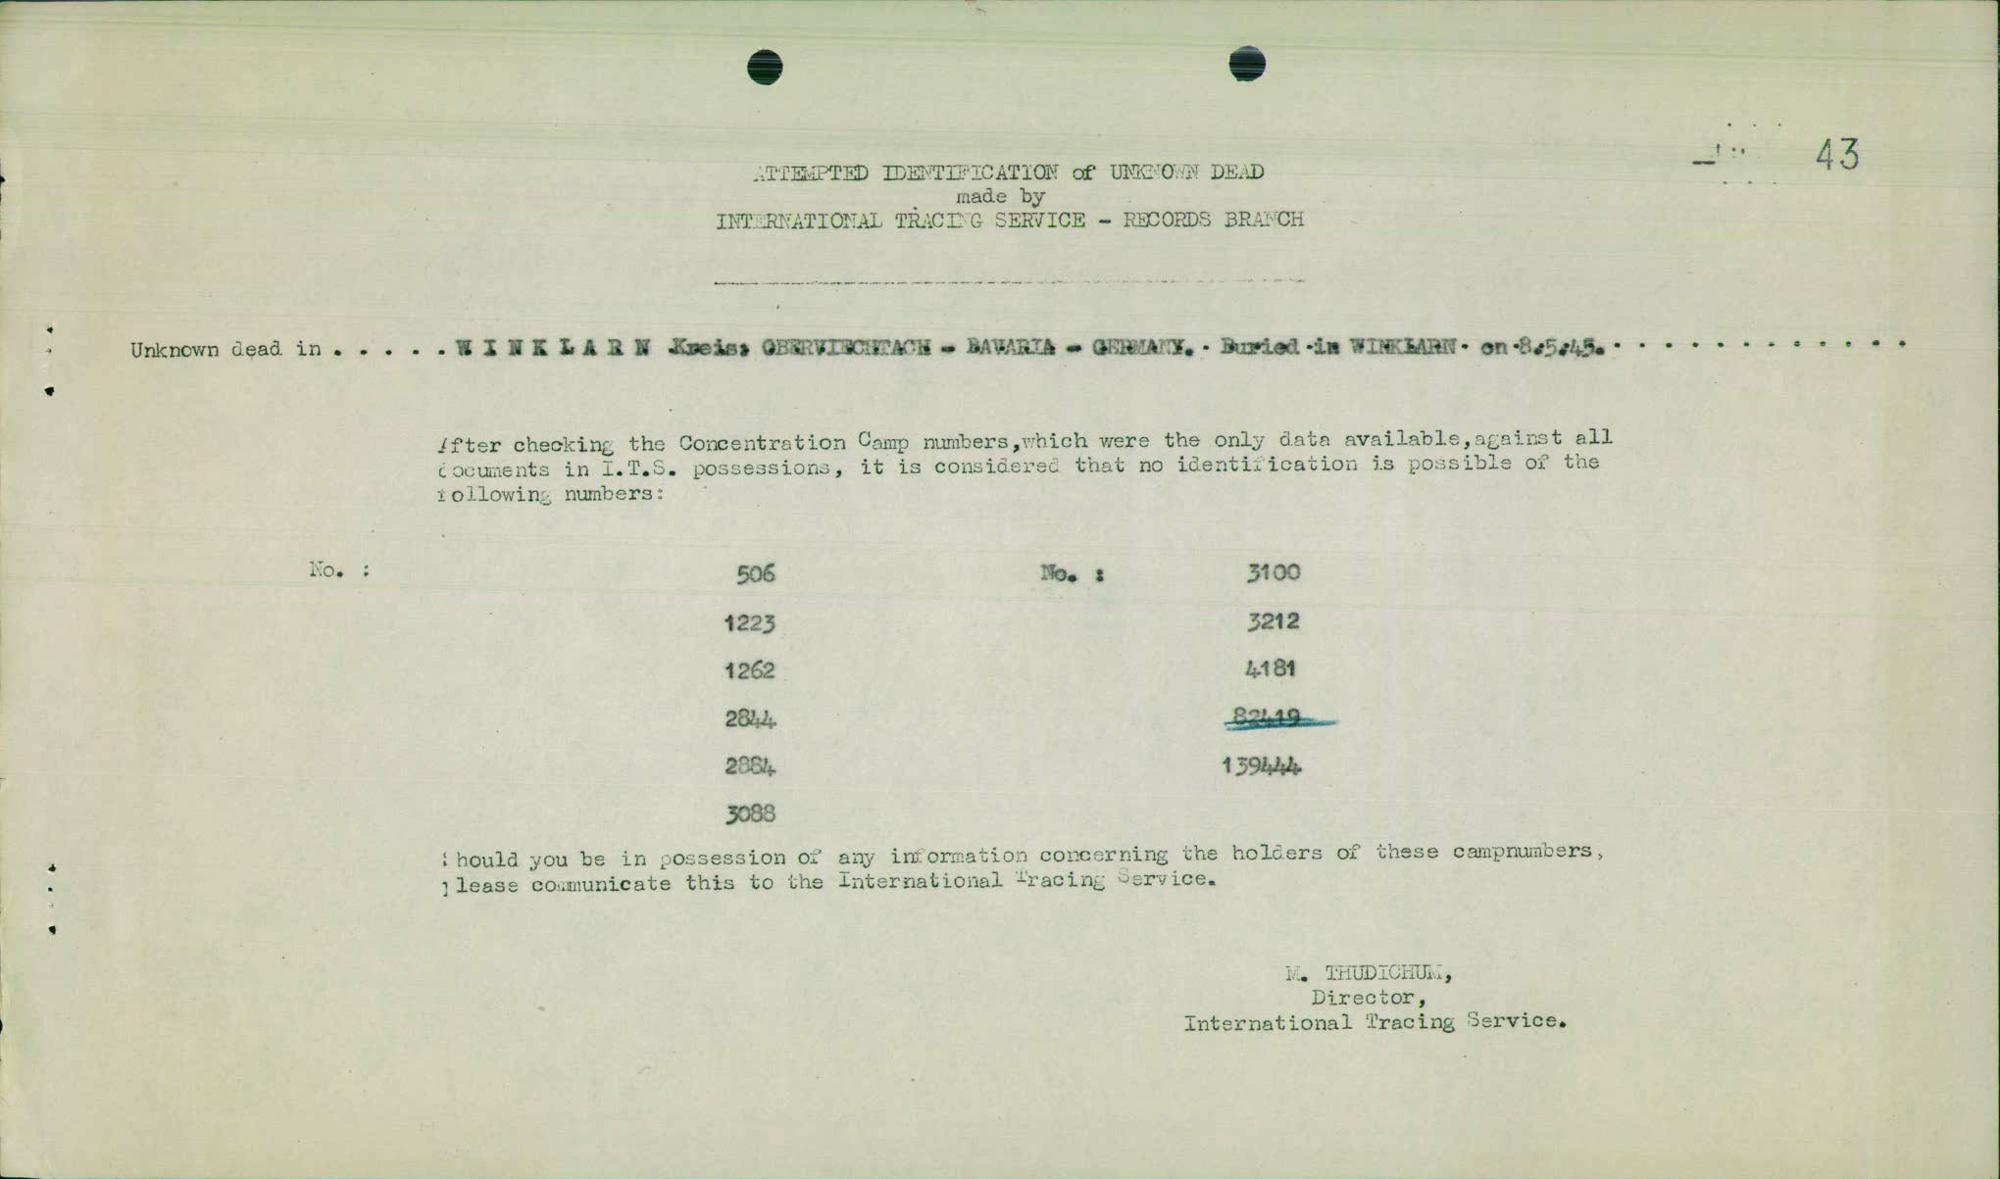 43
ATTEMPTED IDENTIFICATION of UNKNOWN DEAD
made by
INTERNATIONAL TRACING SERVICE - RECORDS BRANCH
Unknown dead in . . . . . W I N K L A R N Kreis: OBERVIECHTACH - BAVARIA - GERMANY. Buried in WINKLARN on 8.5.45. . . . . . . . . . . . .
After checking the Concentration Camp numbers,which were the only data available,against all
documents in I.T.S. possessions, it is considered that no identification is possible of the
following numbers:
No. : 506 No. : 3100
1223 3212
1262 4181
2844 82419
2884 139444
3088
Should you be in possession of any information concerning the holders of these campnumbers,
please communicate this to the International Tracing Service.
M. THUDICHUM,
Director,
International Tracing Service.